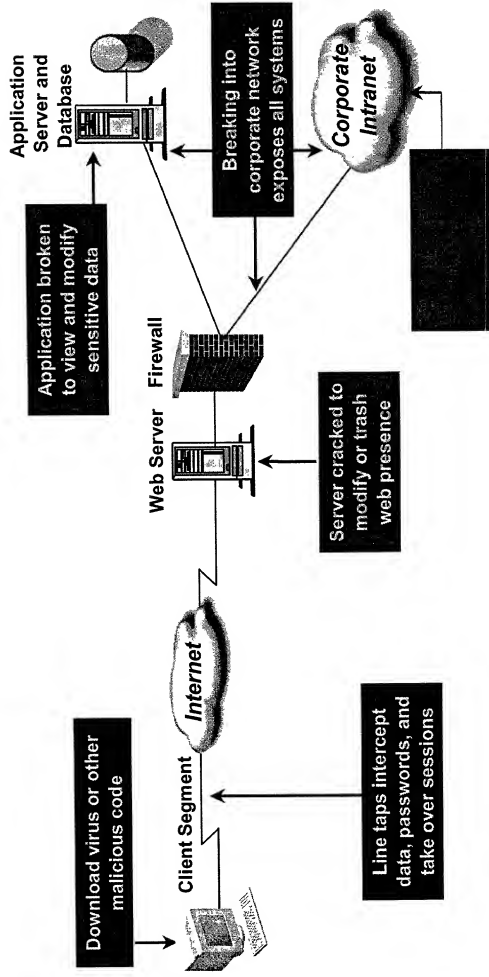 Download virus or other
malicious code
Client Segment
Internet
Line taps intercept
data, passwords, and
take over sessions
Web Server
Server cracked to
modify or trash
web presence
Firewall
Application broken
to view and modify
sensitive data
Application
Server and
Database
Breaking into
corporate network
exposes all systems
Corporate
Intranet